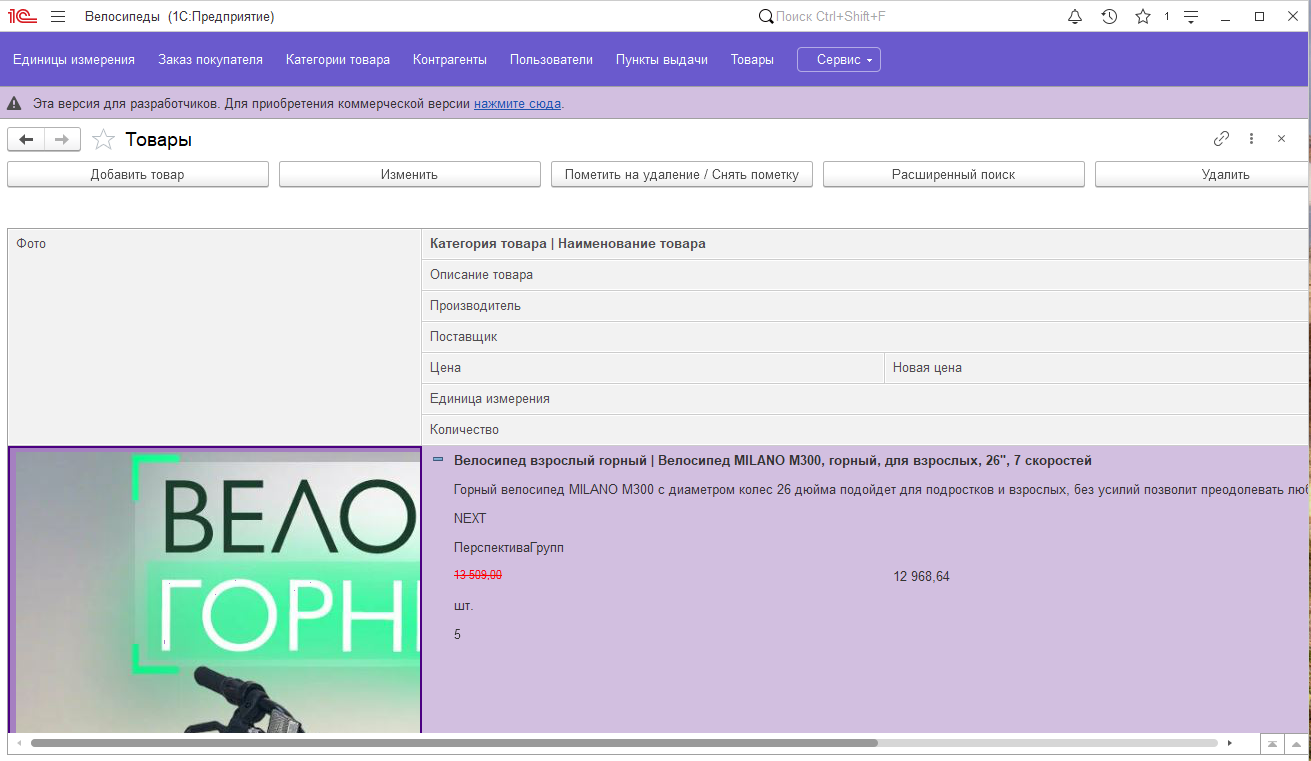 1С Велосипеды (1С:Предприятие) Поиск Ctrl+Shift+F 1
Единицы измерения Заказ покупателя Категории товара Контрагенты Пользователи Пункты выдачи Товары Сервис
Эта версия для разработчиков. Для приобретения коммерческой версии нажмите сюда.
Товары
Добавить товар Изменить Пометить на удаление / Снять пометку Расширенный поиск Удалить
Фото Категория товара | Наименование товара
Описание товара
Производитель
Поставщик
Цена Новая цена
Единица измерения
Количество
Велосипед взрослый горный | Велосипед MILANO M300, горный, для взрослых, 26", 7 скоростей
Горный велосипед MILANO M300 с диаметром колес 26 дюйма подойдет для подростков и взрослых, без усилий позволит преодолевать
NEXT
ПерспективаГрупп
13 509,00 12 968,64
шт.
5
ВЕЛО
ГОРН